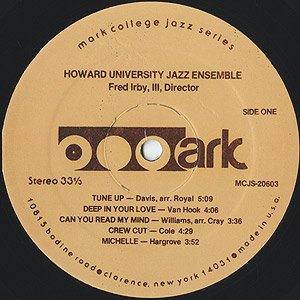 mark college jazz series
HOWARD UNIVERSITY JAZZ ENSEMBLE
Fred Irby, III, Director
SIDE ONE
mark
Stereo 33⅓
MCJS-20603
TUNE UP — Davis, arr. Royal 5:09
DEEP IN YOUR LOVE — Van Hook 4:06
CAN YOU READ MY MIND — Williams, arr. Cray 3:36
CREW CUT — Cole 4:29
MICHELLE — Hargrove 3:52
10815 bodine road • clarence, new york 14031 • made in u.s.a.